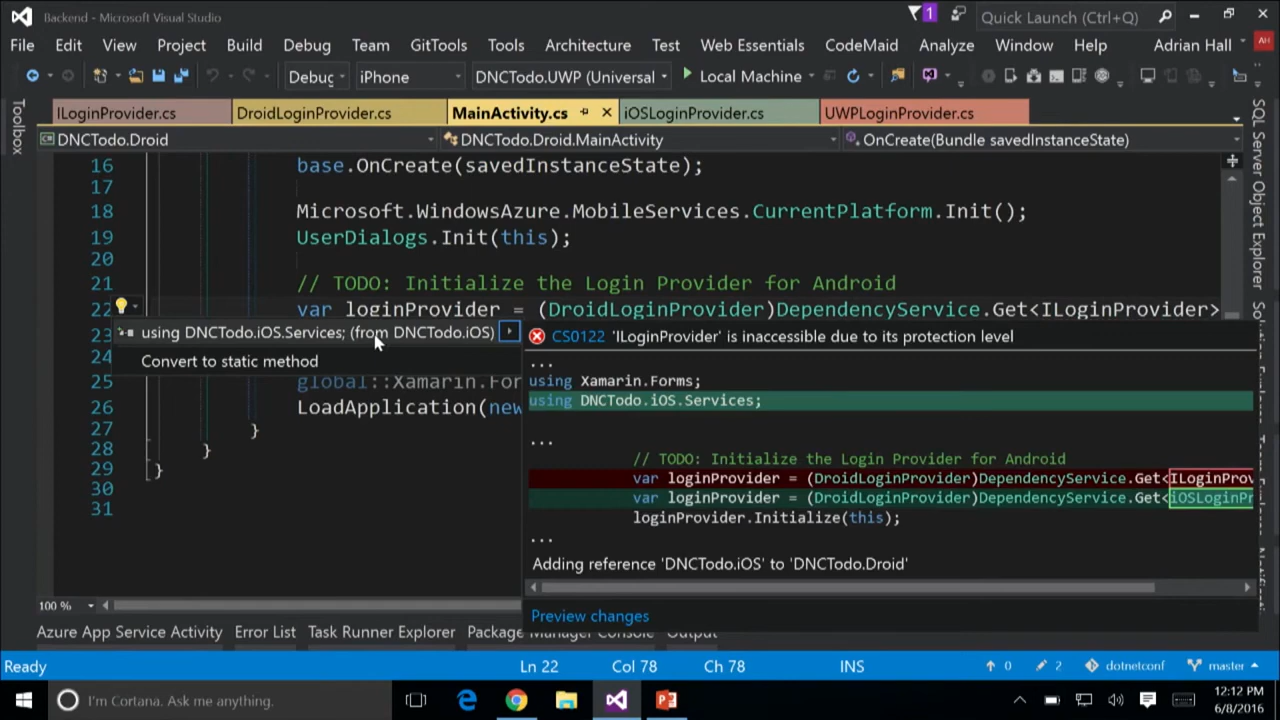 Backend - Microsoft Visual Studio
1
Quick Launch (Ctrl+Q)
File Edit View Project Build Debug Team GitTools Tools Architecture Test Web Essentials CodeMaid Analyze Window Help Adrian Hall AH
Debug iPhone DNCTodo.UWP (Universal Local Machine
Toolbox
ILoginProvider.cs DroidLoginProvider.cs MainActivity.cs iOSLoginProvider.cs UWPLoginProvider.cs
SQL Server Object Explorer
DNCTodo.Droid DNCTodo.Droid.MainActivity OnCreate(Bundle savedInstanceState)
16 base.OnCreate(savedInstanceState);
17
18 Microsoft.WindowsAzure.MobileServices.CurrentPlatform.Init();
19 UserDialogs.Init(this);
20
21 // TODO: Initialize the Login Provider for Android
22 var loginProvider = (DroidLoginProvider)DependencyService.Get<ILoginProvider>
23
using DNCTodo.iOS.Services; (from DNCTodo.iOS)
24
Convert to static method
25 global::Xamarin.For
26 LoadApplication(new
27 }
28 }
29 }
30
31
CS0122 'ILoginProvider' is inaccessible due to its protection level
...
using Xamarin.Forms;
using DNCTodo.iOS.Services;
...
// TODO: Initialize the Login Provider for Android
var loginProvider = (DroidLoginProvider)DependencyService.Get<ILoginProv
var loginProvider = (DroidLoginProvider)DependencyService.Get<iOSLoginPr
loginProvider.Initialize(this);
...
Adding reference 'DNCTodo.iOS' to 'DNCTodo.Droid'
Preview changes
100 %
Azure App Service Activity Error List Task Runner Explorer Package Manager Console Output
Ready Ln 22 Col 78 Ch 78 INS 0 2 dotnetconf master
I'm Cortana. Ask me anything.
12:12 PM
6/8/2016